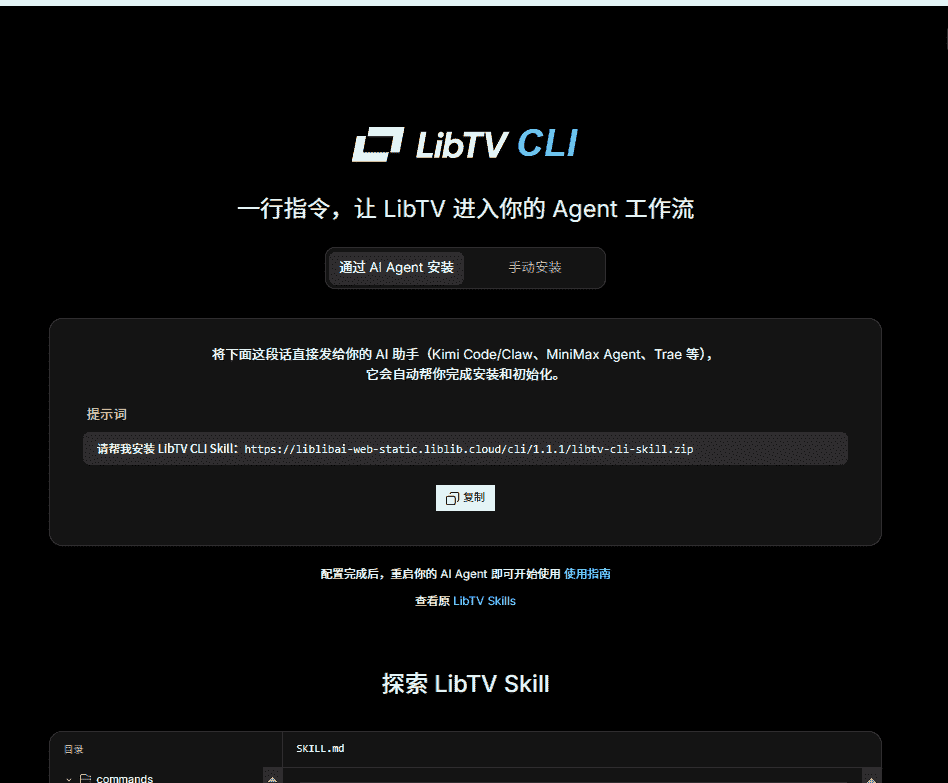 LibTV CLI
一行指令，让 LibTV 进入你的 Agent 工作流
通过 AI Agent 安装
手动安装
将下面这段话直接发给你的 AI 助手（Kimi Code/Claw、MiniMax Agent、Trae 等），
它会自动帮你完成安装和初始化。
提示词
请帮我安装 LibTV CLI Skill：https://liblibai-web-static.liblib.cloud/cli/1.1.1/libtv-cli-skill.zip
复制
配置完成后，重启你的 AI Agent 即可开始使用 使用指南
查看原 LibTV Skills
探索 LibTV Skill
目录
SKILL.md
commands